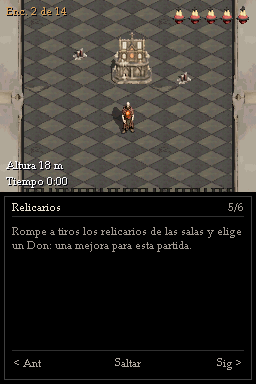 Enc. 2 de 14
Altura 18 m
Tiempo 0:00
Relicarios 5/6
Rompe a tiros los relicarios de las salas y elige
un Don: una mejora para esta partida.
< Ant Saltar Sig >